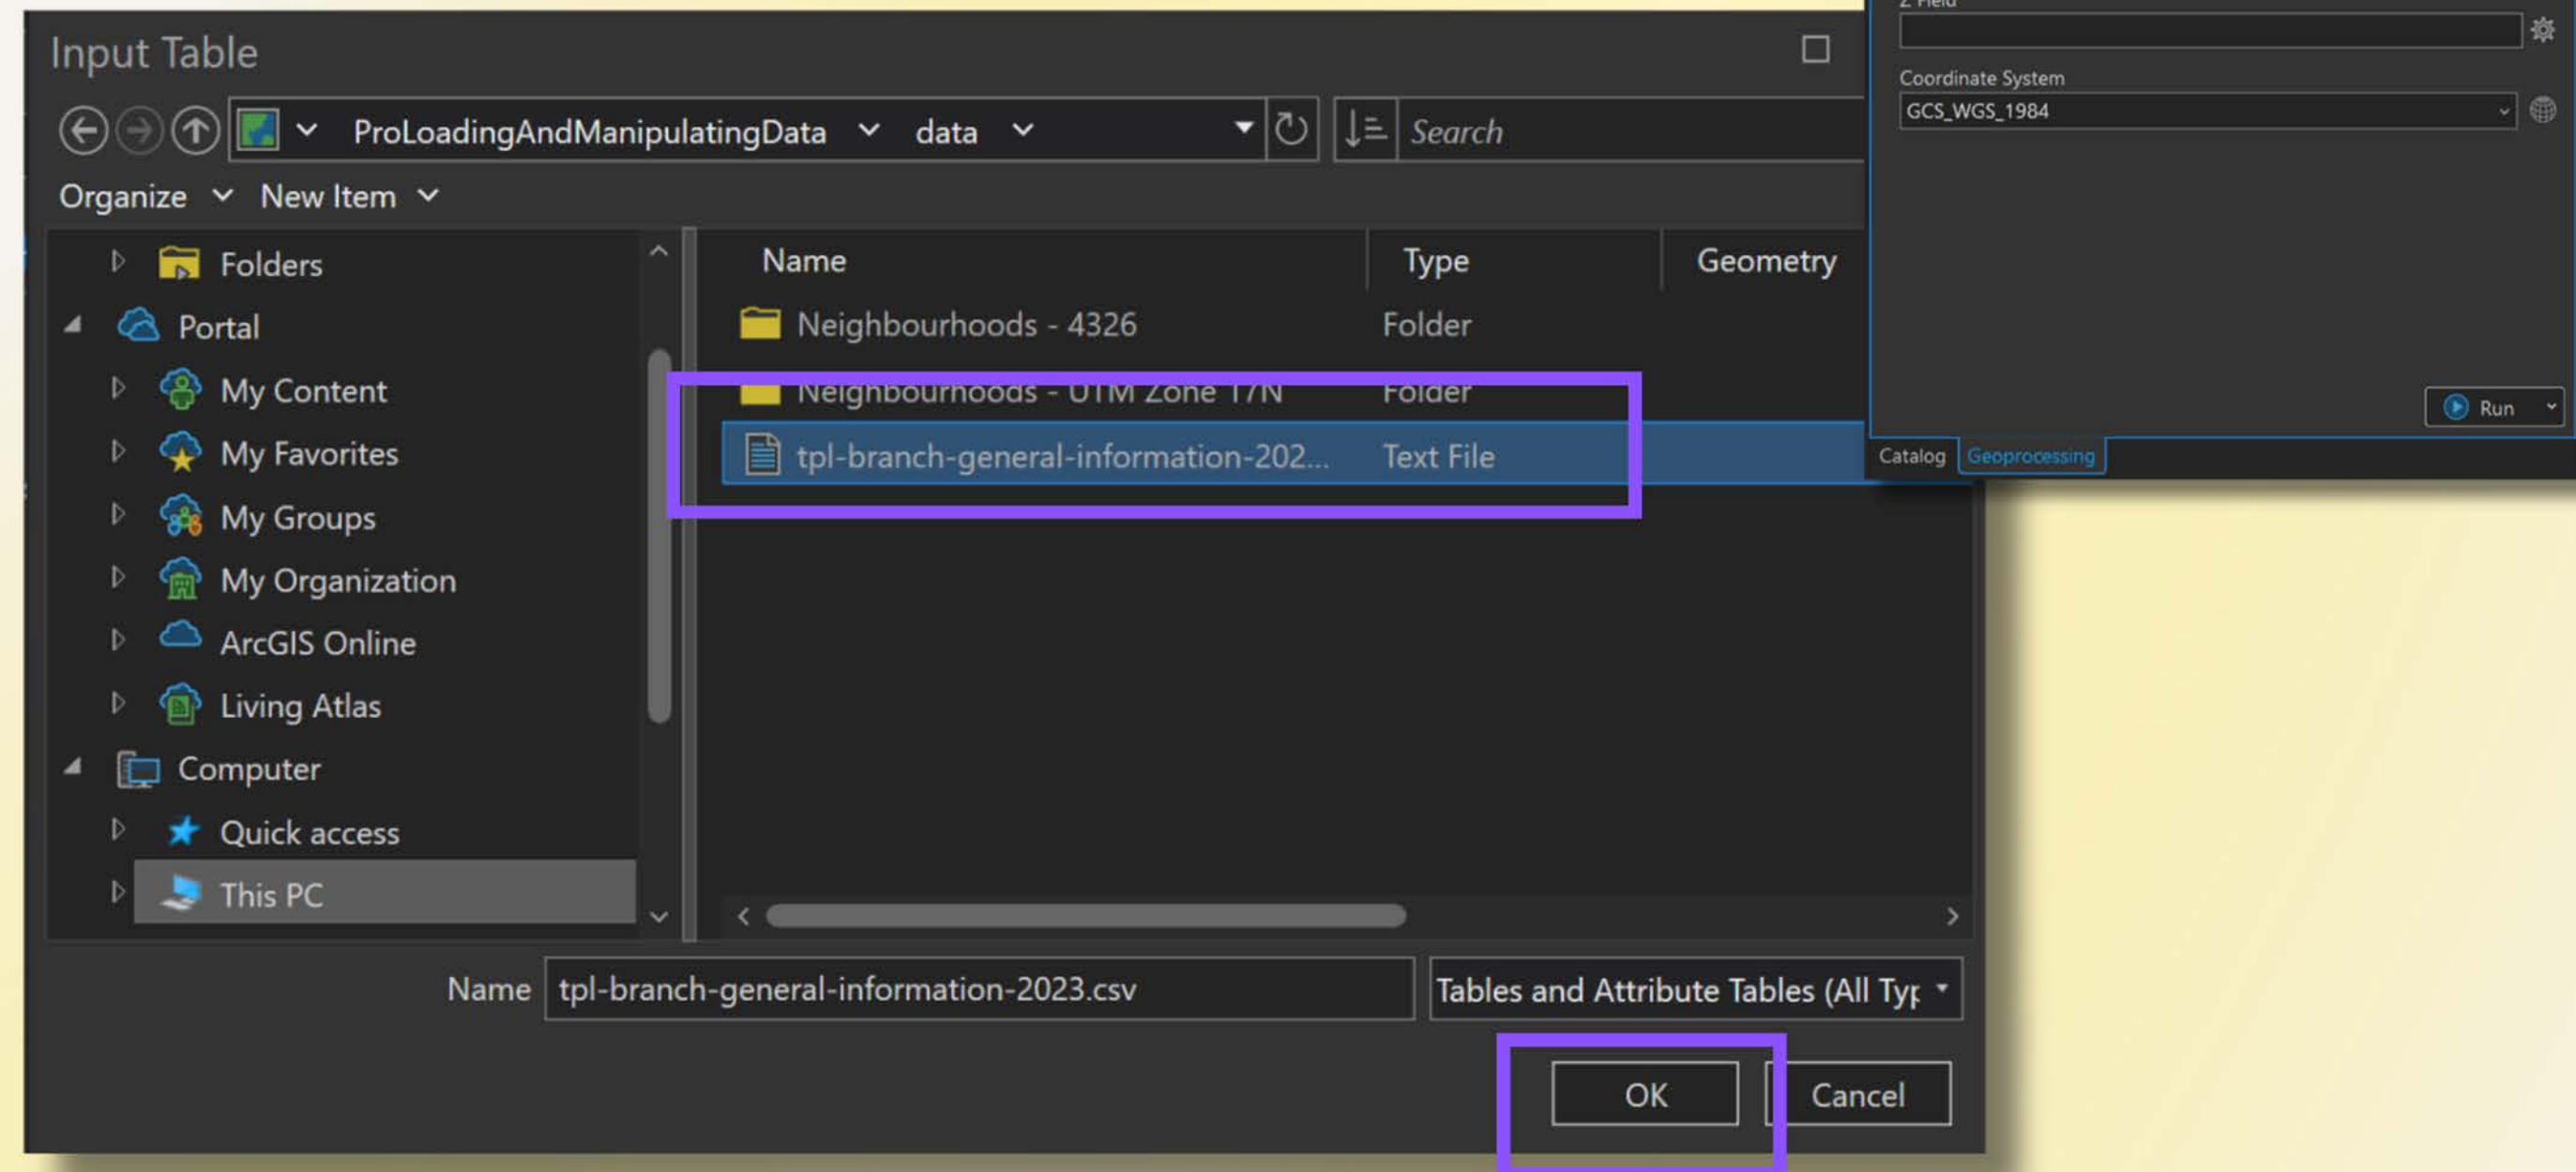 Input Table
ProLoadingAndManipulatingData data
Search
Organize New Item
Folders
Portal
My Content
My Favorites
My Groups
My Organization
ArcGIS Online
Living Atlas
Computer
Quick access
This PC
Name Type Geometry
Neighbourhoods - 4326 Folder
Neighbourhoods - UTM Zone 17N Folder
tpl-branch-general-information-202... Text File
Name tpl-branch-general-information-2023.csv
Tables and Attribute Tables (All Typ
OK Cancel
Z Field
Coordinate System
GCS_WGS_1984
Run
Catalog Geoprocessing